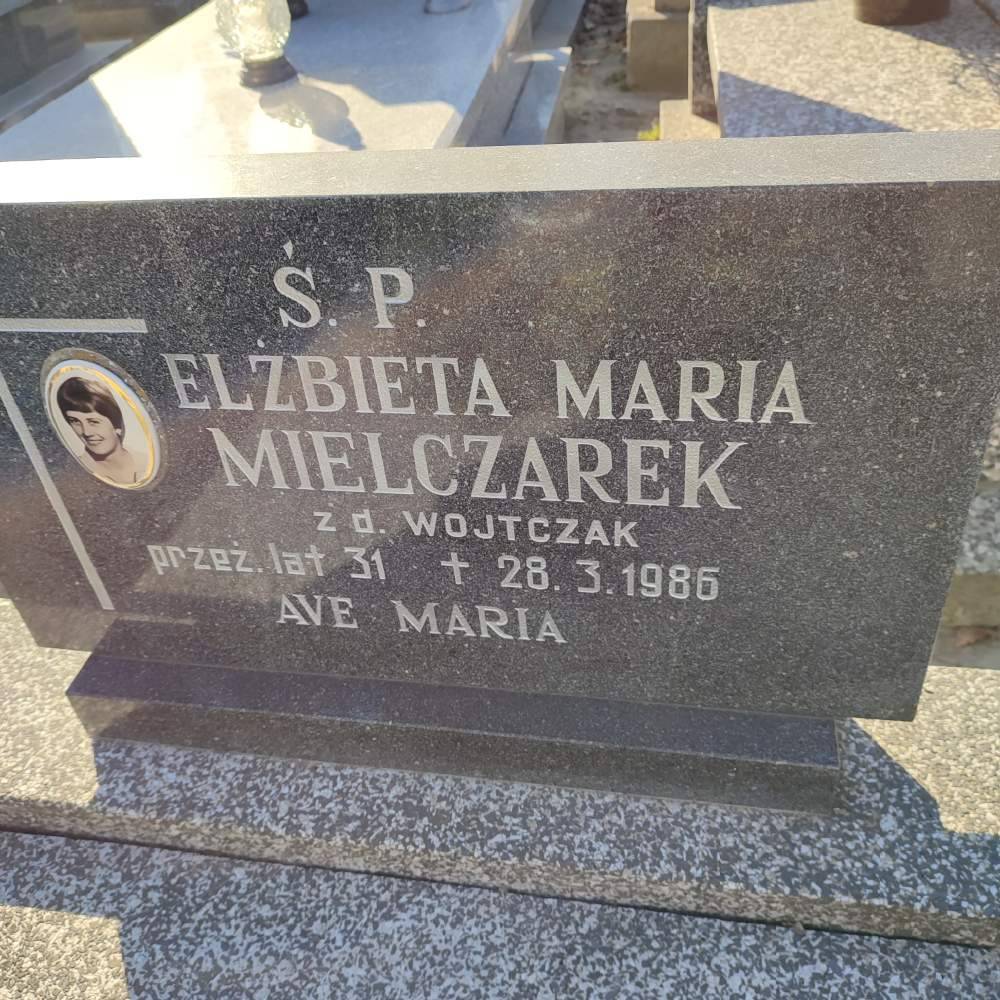 Ś. P.
ELŻBIETA MARIA
MIELCZAREK
z d. WOJTCZAK
przeż. lat 31 + 28. 3. 1986
AVE MARIA